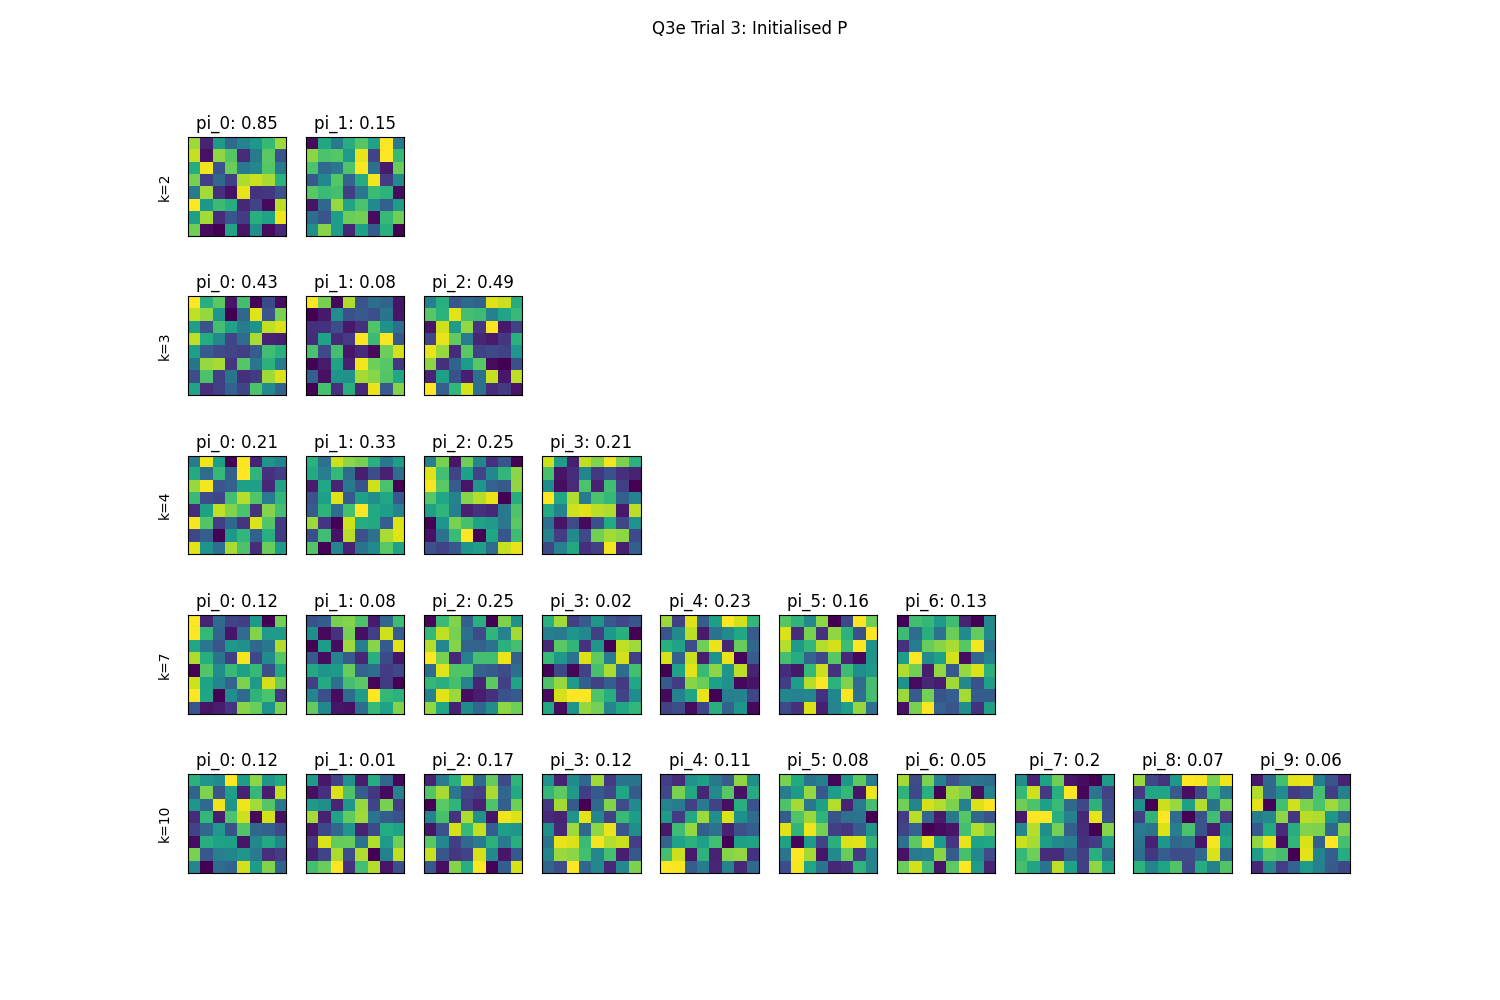 Q3e Trial 3: Initialised P
pi_0: 0.85 pi_1: 0.15
k=2
pi_0: 0.43 pi_1: 0.08 pi_2: 0.49
k=3
pi_0: 0.21 pi_1: 0.33 pi_2: 0.25 pi_3: 0.21
k=4
pi_0: 0.12 pi_1: 0.08 pi_2: 0.25 pi_3: 0.02 pi_4: 0.23 pi_5: 0.16 pi_6: 0.13
k=7
pi_0: 0.12 pi_1: 0.01 pi_2: 0.17 pi_3: 0.12 pi_4: 0.11 pi_5: 0.08 pi_6: 0.05 pi_7: 0.2 pi_8: 0.07 pi_9: 0.06
k=10